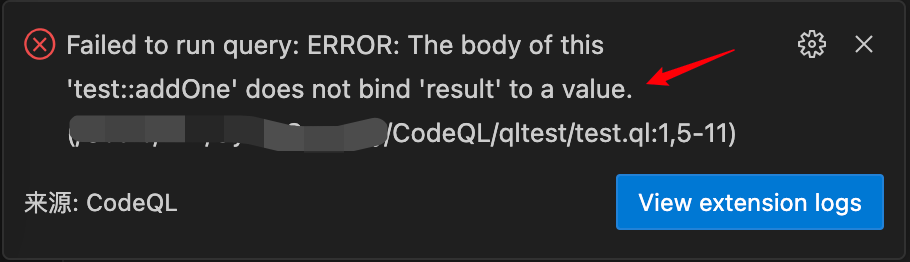 Failed to run query: ERROR: The body of this
'test::addOne' does not bind 'result' to a value.
/CodeQL/qltest/test.ql:1,5-11)
来源: CodeQL
View extension logs